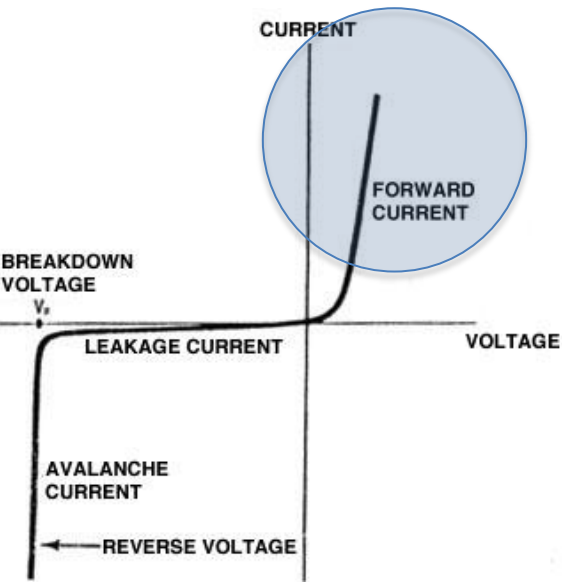 CURRENT
FORWARD
CURRENT
BREAKDOWN
VOLTAGE
LEAKAGE CURRENT
VOLTAGE
AVALANCHE
CURRENT
REVERSE VOLTAGE